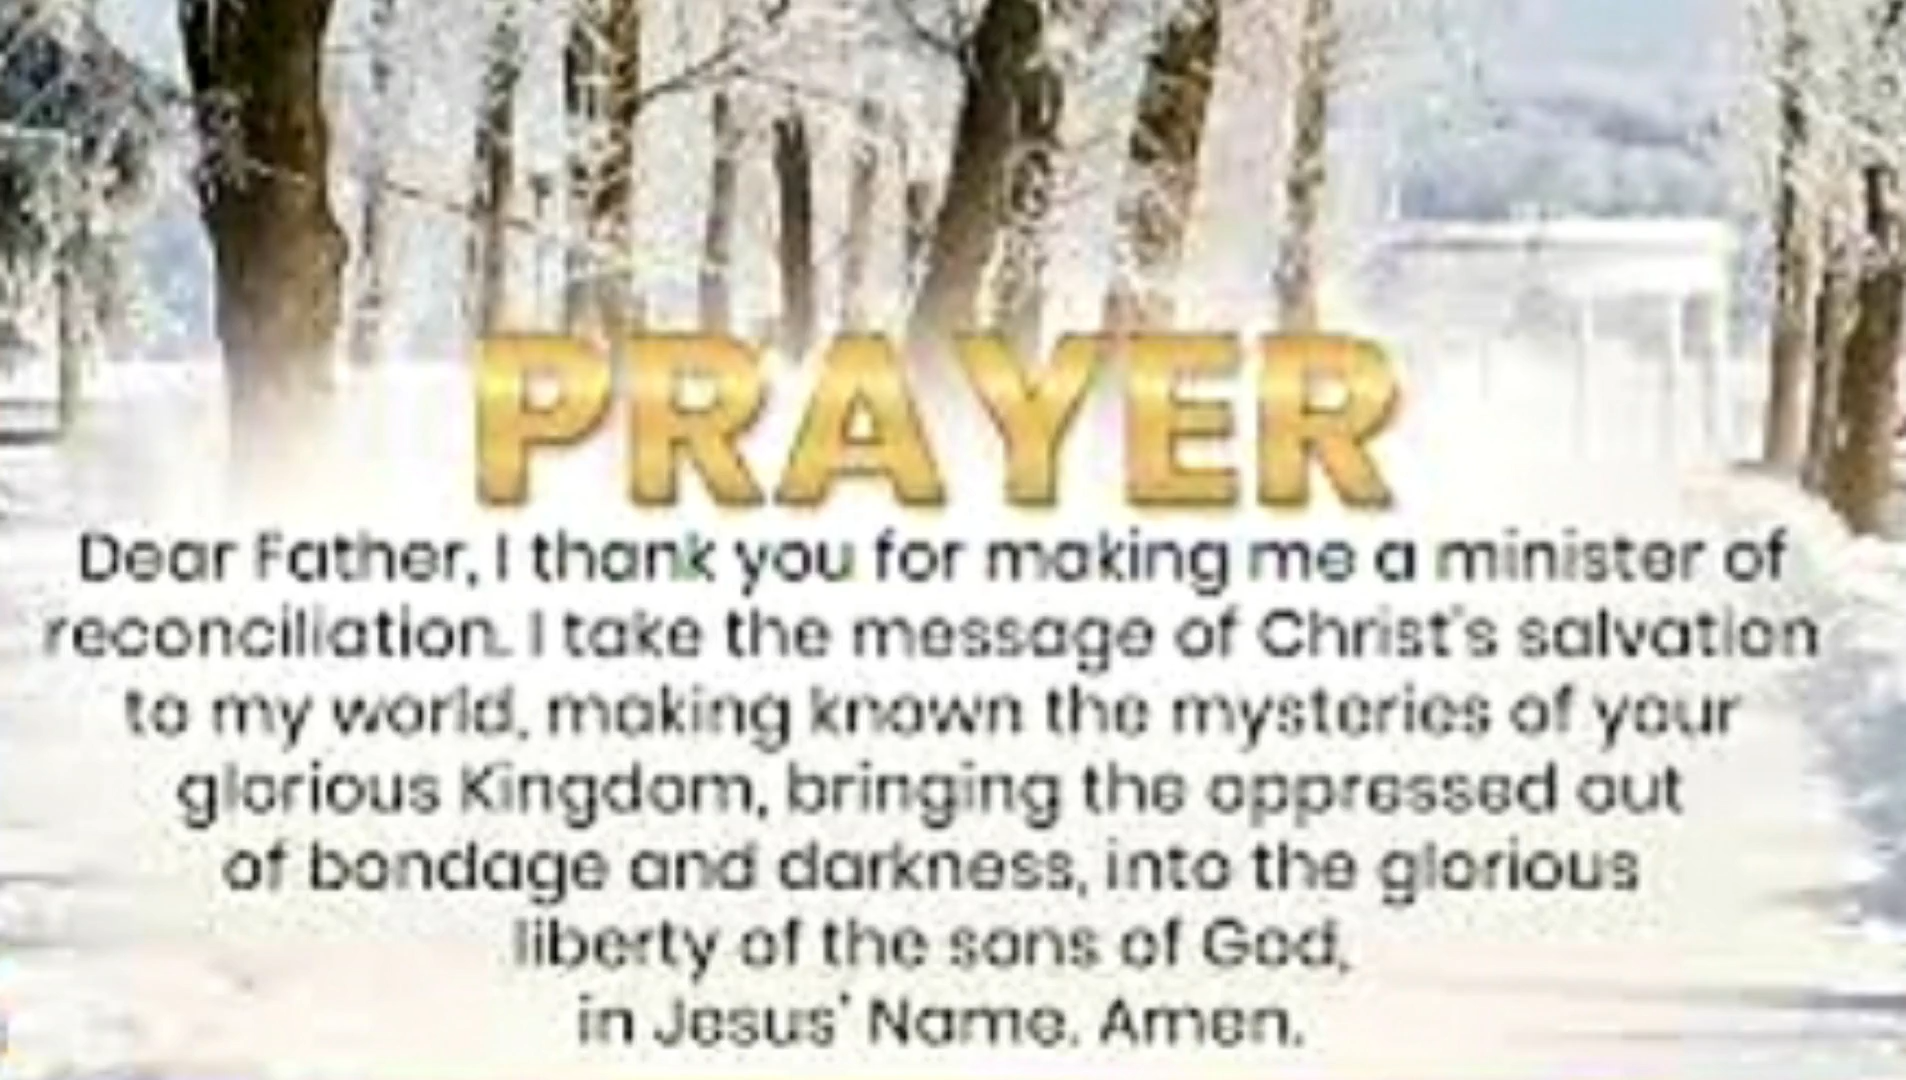 PRAYER
Dear Father, I thank you for making me a minister of
reconciliation. I take the message of Christ's salvation
to my world, making known the mysteries of your
glorious Kingdom, bringing the oppressed out
of bondage and darkness, into the glorious
liberty of the sons of God,
in Jesus' Name. Amen.